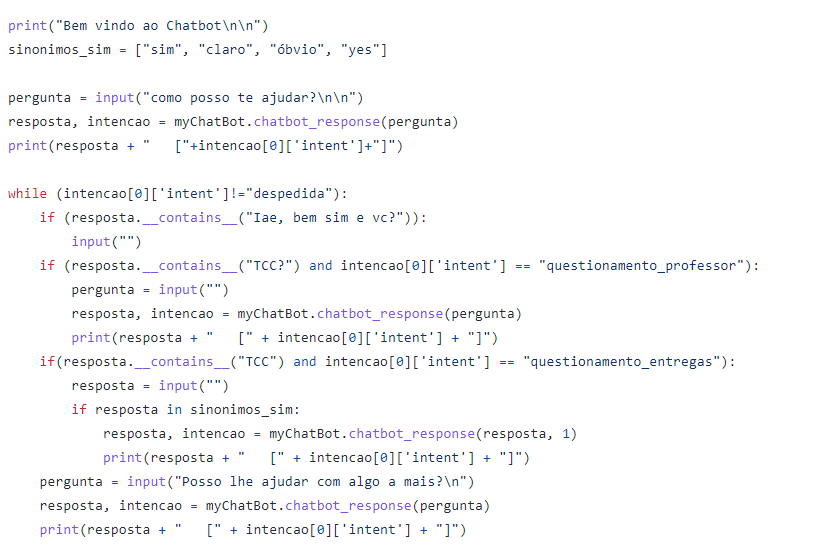 print("Bem vindo ao Chatbot\n\n")
sinonimos_sim = ["sim", "claro", "óbvio", "yes"]

pergunta = input("como posso te ajudar?\n\n")
resposta, intencao = myChatBot.chatbot_response(pergunta)
print(resposta + "   ["+intencao[0]['intent']+"]")

while (intencao[0]['intent']!="despedida"):
    if (resposta.__contains__("Iae, bem sim e vc?")):
        input("")
    if (resposta.__contains__("TCC?") and intencao[0]['intent'] == "questionamento_professor"):
        pergunta = input("")
        resposta, intencao = myChatBot.chatbot_response(pergunta)
        print(resposta + "   [" + intencao[0]['intent'] + "]")
    if(resposta.__contains__("TCC") and intencao[0]['intent'] == "questionamento_entregas"):
        resposta = input("")
        if resposta in sinonimos_sim:
            resposta, intencao = myChatBot.chatbot_response(resposta, 1)
            print(resposta + "   [" + intencao[0]['intent'] + "]")
    pergunta = input("Posso lhe ajudar com algo a mais?\n")
    resposta, intencao = myChatBot.chatbot_response(pergunta)
    print(resposta + "   [" + intencao[0]['intent'] + "]")